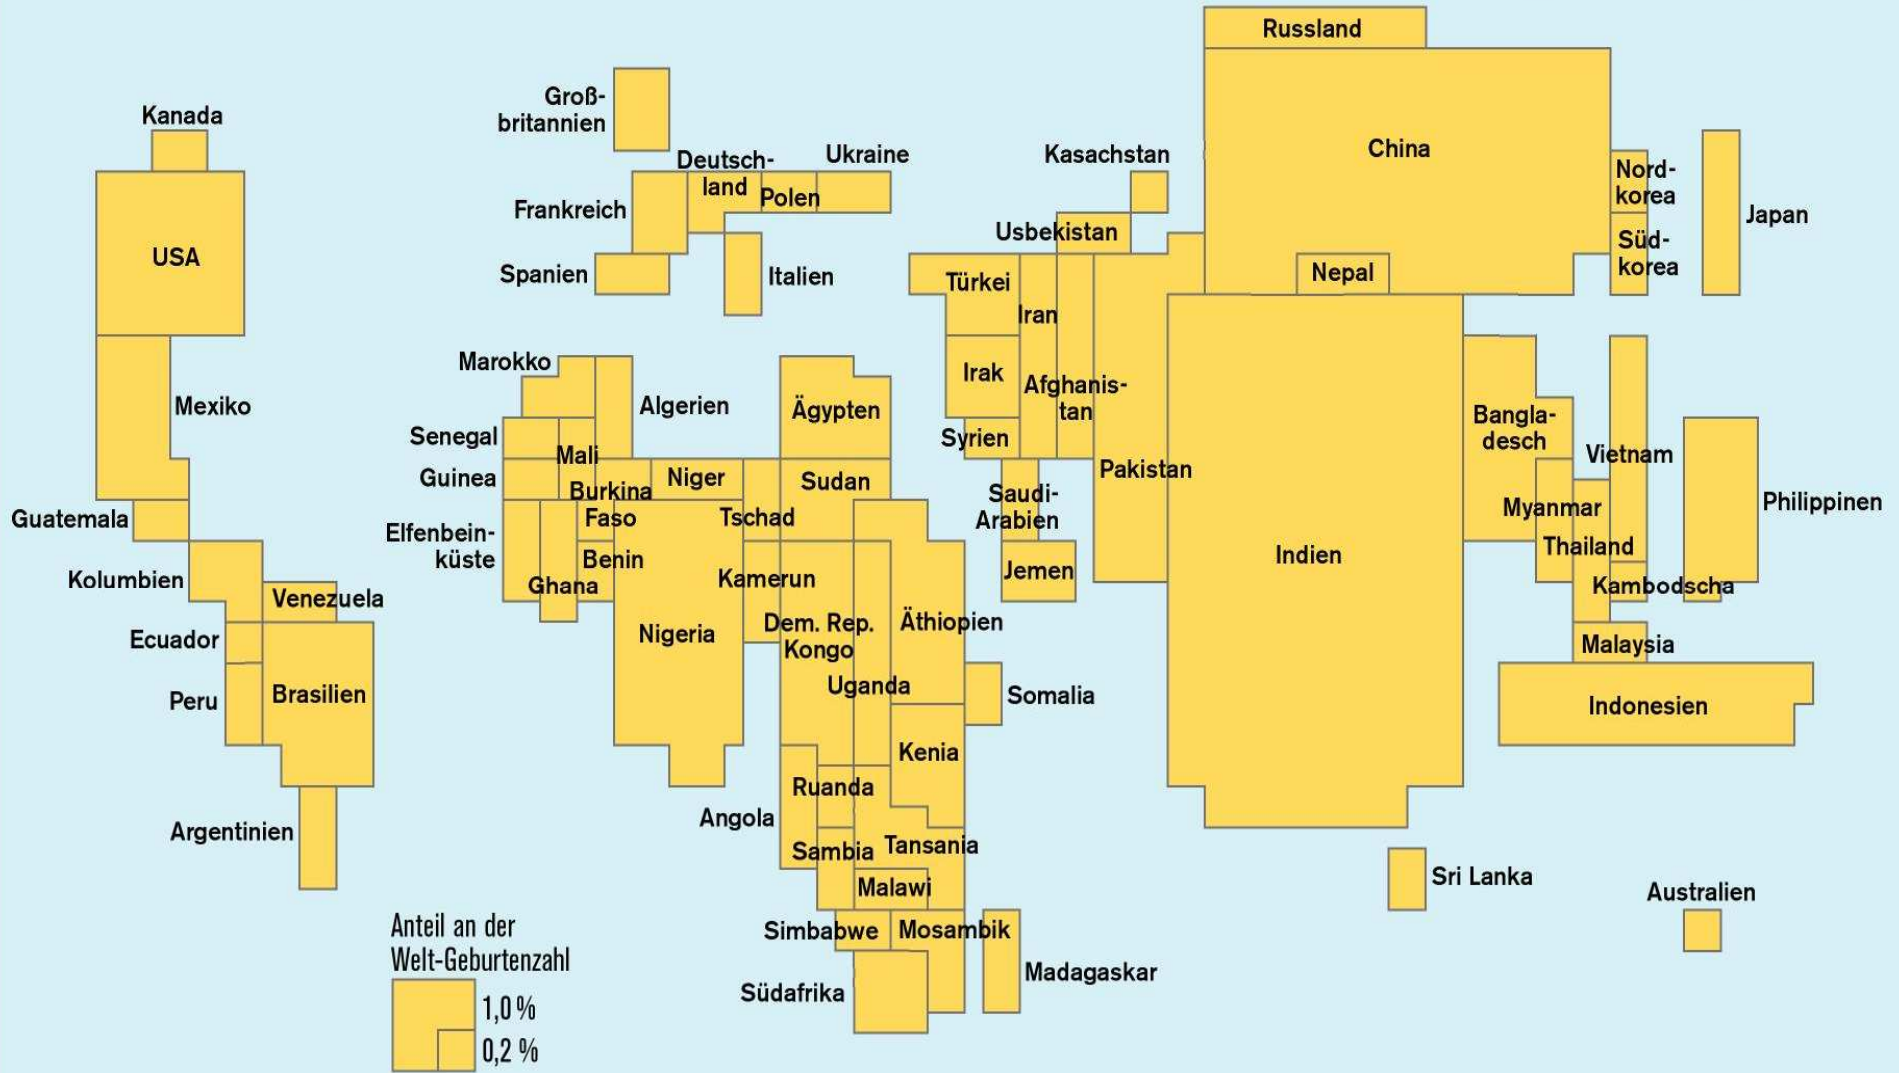 Russland
China
Nord-
korea
Süd-
korea
Japan
Nepal
Kanada
USA
Mexiko
Guatemala
Kolumbien
Venezuela
Ecuador
Peru
Brasilien
Argentinien
Groß-
britannien
Deutsch-
land
Polen
Ukraine
Frankreich
Spanien
Italien
Kasachstan
Usbekistan
Türkei
Iran
Irak
Afghanis-
tan
Syrien
Pakistan
Saudi-
Arabien
Jemen
Marokko
Algerien
Ägypten
Senegal
Mali
Guinea
Burkina
Faso
Niger
Sudan
Tschad
Elfenbein-
küste
Ghana
Benin
Nigeria
Kamerun
Dem. Rep.
Kongo
Äthiopien
Uganda
Somalia
Kenia
Ruanda
Angola
Sambia
Tansania
Malawi
Simbabwe
Mosambik
Südafrika
Madagaskar
Indien
Bangla-
desch
Vietnam
Myanmar
Thailand
Kambodscha
Philippinen
Malaysia
Indonesien
Sri Lanka
Australien
Anteil an der
Welt-Geburtenzahl
1,0 %
0,2 %